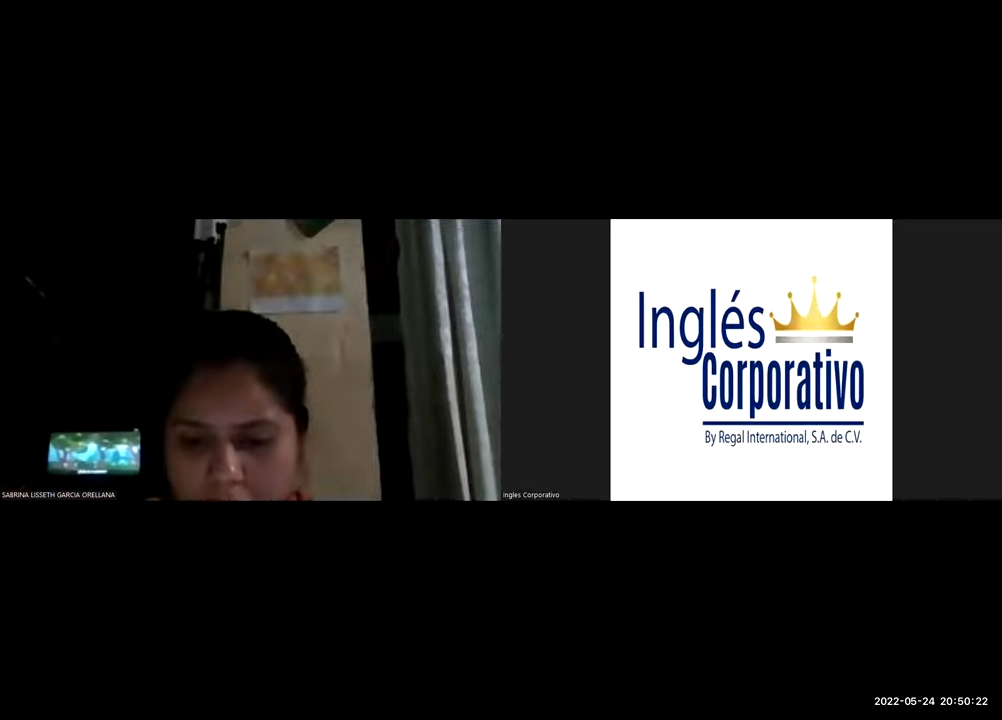 Inglés
Corporativo
By Regal International, S.A. de C.V.
SABRINA LISSETH GARCIA ORELLANA
Ingles Corporativo
2022-05-24 20:50:22